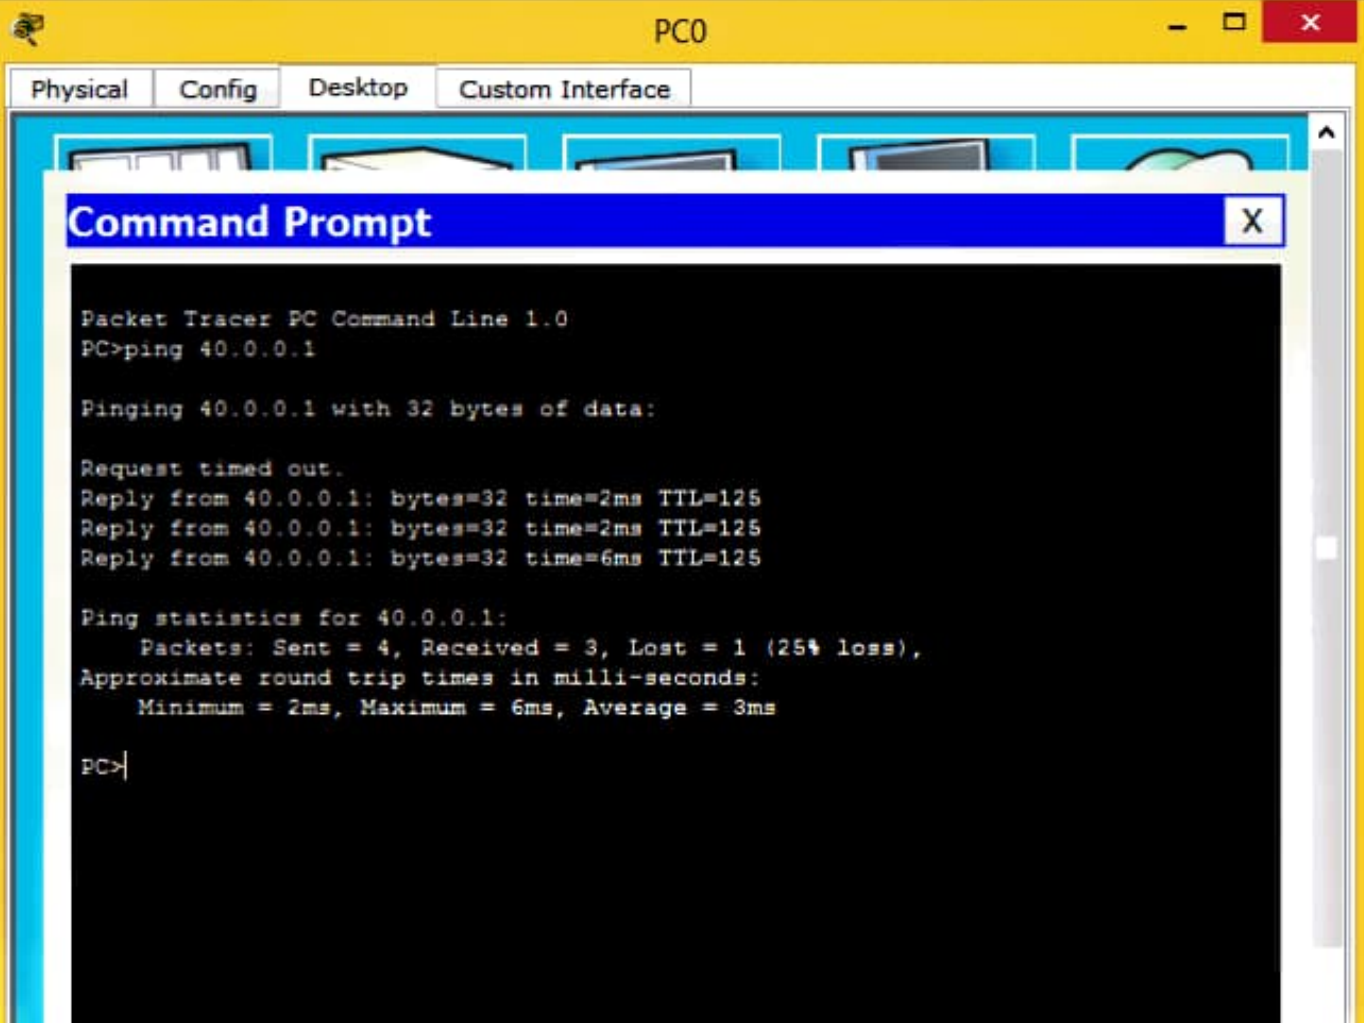 PC0
Physical Config Desktop Custom Interface
Command Prompt X
Packet Tracer PC Command Line 1.0
PC>ping 40.0.0.1
Pinging 40.0.0.1 with 32 bytes of data:
Request timed out.
Reply from 40.0.0.1: bytes=32 time=2ms TTL=125
Reply from 40.0.0.1: bytes=32 time=2ms TTL=125
Reply from 40.0.0.1: bytes=32 time=6ms TTL=125
Ping statistics for 40.0.0.1:
Packets: Sent = 4, Received = 3, Lost = 1 (25% loss),
Approximate round trip times in milli-seconds:
Minimum = 2ms, Maximum = 6ms, Average = 3ms
PC>